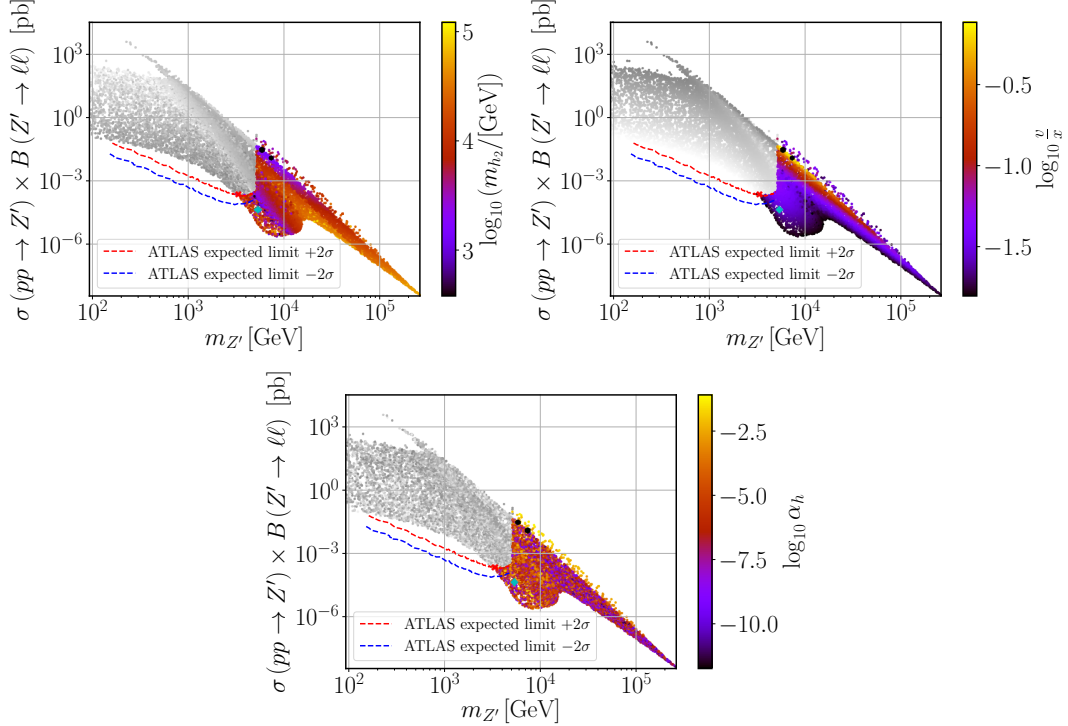 σ (pp → Z′) × B (Z′ → ℓℓ) [pb]
10^3
10^0
10^−3
10^−6
ATLAS expected limit +2σ
ATLAS expected limit −2σ
10^2 10^3 10^4 10^5
m_Z′ [GeV]
5
4
3
log_10 (m_h_2/[GeV])
σ (pp → Z′) × B (Z′ → ℓℓ) [pb]
10^3
10^0
10^−3
10^−6
ATLAS expected limit +2σ
ATLAS expected limit −2σ
10^2 10^3 10^4 10^5
m_Z′ [GeV]
−0.5
−1.0
−1.5
log_10 v/x
σ (pp → Z′) × B (Z′ → ℓℓ) [pb]
10^3
10^0
10^−3
10^−6
ATLAS expected limit +2σ
ATLAS expected limit −2σ
10^2 10^3 10^4 10^5
m_Z′ [GeV]
−2.5
−5.0
−7.5
−10.0
log_10 α_h